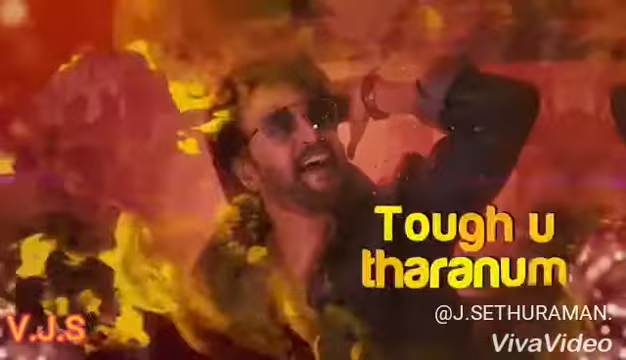 Tough u
tharanum
@J.SETHURAMAN.
V.J.S
VivaVideo